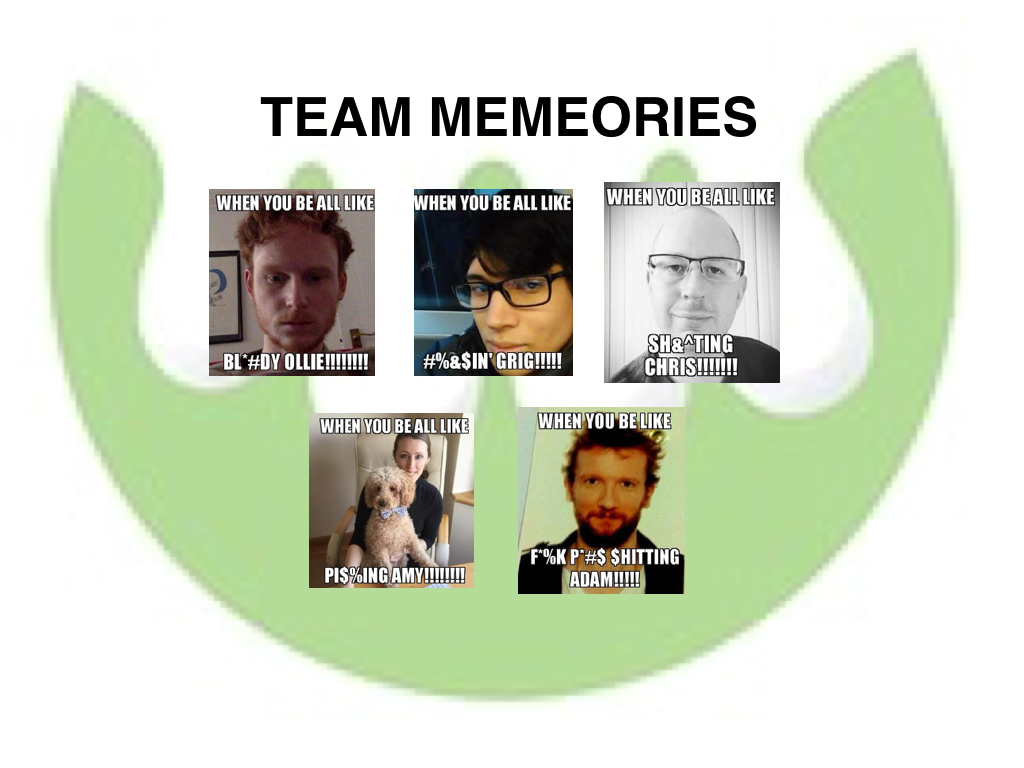 TEAM MEMEORIES
WHEN YOU BE ALL LIKE
BL*#DY OLLIE!!!!!!!!
WHEN YOU BE ALL LIKE
#%&$IN' GRIG!!!!!
WHEN YOU BE ALL LIKE
SH&^TING
CHRIS!!!!!!!
WHEN YOU BE ALL LIKE
PI$%ING AMY!!!!!!!!
WHEN YOU BE LIKE
F*%K P*#$ $HITTING
ADAM!!!!!